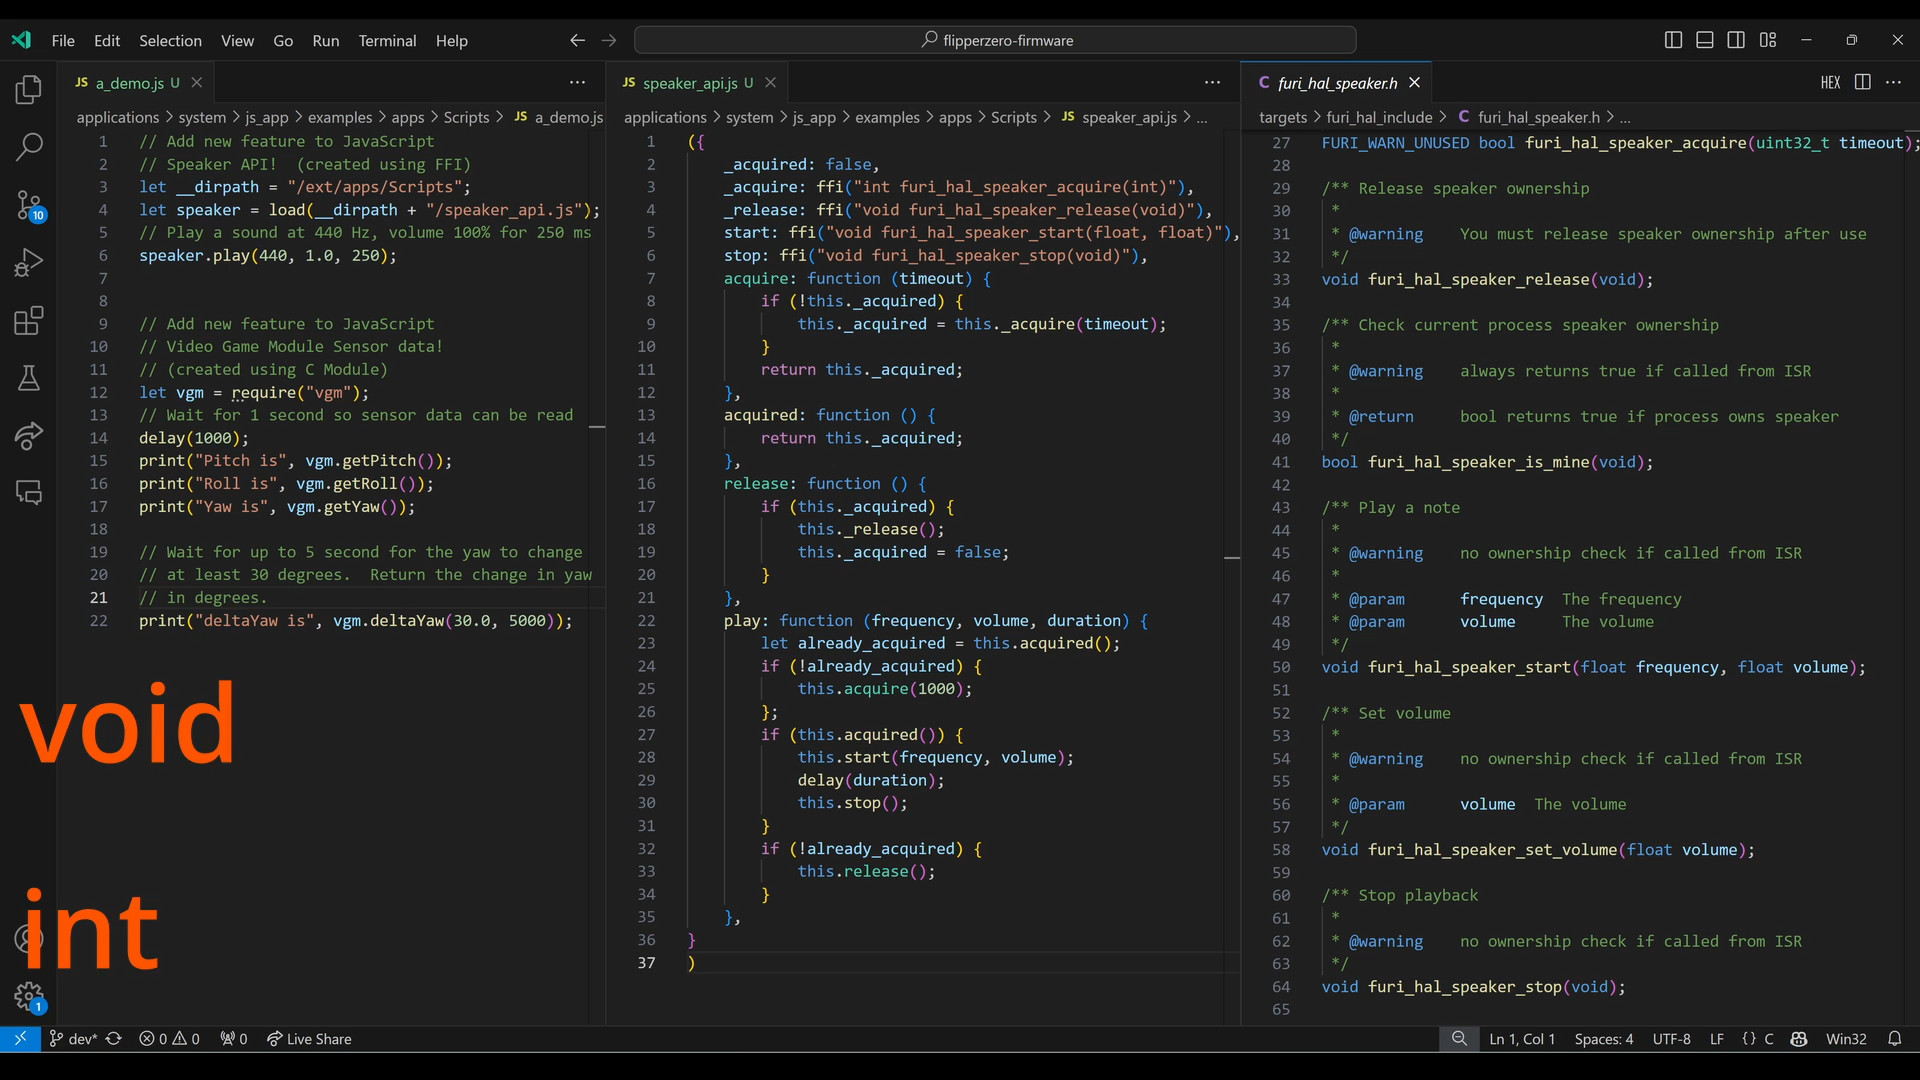 File Edit Selection View Go Run Terminal Help
flipperzero-firmware
JS a_demo.js U
applications > system > js_app > examples > apps > Scripts > JS a_demo.js
1 // Add new feature to JavaScript
2 // Speaker API!  (created using FFI)
3 let __dirpath = "/ext/apps/Scripts";
4 let speaker = load(__dirpath + "/speaker_api.js");
5 // Play a sound at 440 Hz, volume 100% for 250 ms
6 speaker.play(440, 1.0, 250);
7
8
9 // Add new feature to JavaScript
10 // Video Game Module Sensor data!
11 // (created using C Module)
12 let vgm = require("vgm");
13 // Wait for 1 second so sensor data can be read
14 delay(1000);
15 print("Pitch is", vgm.getPitch());
16 print("Roll is", vgm.getRoll());
17 print("Yaw is", vgm.getYaw());
18
19 // Wait for up to 5 second for the yaw to change
20 // at least 30 degrees.  Return the change in yaw
21 // in degrees.
22 print("deltaYaw is", vgm.deltaYaw(30.0, 5000));
void
int
10
1
JS speaker_api.js U
applications > system > js_app > examples > apps > Scripts > JS speaker_api.js > ...
1 ({
2 _acquired: false,
3 _acquire: ffi("int furi_hal_speaker_acquire(int)"),
4 _release: ffi("void furi_hal_speaker_release(void)"),
5 start: ffi("void furi_hal_speaker_start(float, float)"),
6 stop: ffi("void furi_hal_speaker_stop(void)"),
7 acquire: function (timeout) {
8 if (!this._acquired) {
9 this._acquired = this._acquire(timeout);
10 }
11 return this._acquired;
12 },
13 acquired: function () {
14 return this._acquired;
15 },
16 release: function () {
17 if (this._acquired) {
18 this._release();
19 this._acquired = false;
20 }
21 },
22 play: function (frequency, volume, duration) {
23 let already_acquired = this.acquired();
24 if (!already_acquired) {
25 this.acquire(1000);
26 };
27 if (this.acquired()) {
28 this.start(frequency, volume);
29 delay(duration);
30 this.stop();
31 }
32 if (!already_acquired) {
33 this.release();
34 }
35 },
36 }
37 )
C furi_hal_speaker.h
HEX
targets > furi_hal_include > C furi_hal_speaker.h > ...
27 FURI_WARN_UNUSED bool furi_hal_speaker_acquire(uint32_t timeout);
28
29 /** Release speaker ownership
30 *
31 * @warning You must release speaker ownership after use
32 */
33 void furi_hal_speaker_release(void);
34
35 /** Check current process speaker ownership
36 *
37 * @warning always returns true if called from ISR
38 *
39 * @return bool returns true if process owns speaker
40 */
41 bool furi_hal_speaker_is_mine(void);
42
43 /** Play a note
44 *
45 * @warning no ownership check if called from ISR
46 *
47 * @param frequency The frequency
48 * @param volume The volume
49 */
50 void furi_hal_speaker_start(float frequency, float volume);
51
52 /** Set volume
53 *
54 * @warning no ownership check if called from ISR
55 *
56 * @param volume The volume
57 */
58 void furi_hal_speaker_set_volume(float volume);
59
60 /** Stop playback
61 *
62 * @warning no ownership check if called from ISR
63 */
64 void furi_hal_speaker_stop(void);
65
dev* 0 0 0 Live Share Ln 1, Col 1 Spaces: 4 UTF-8 LF {} C Win32